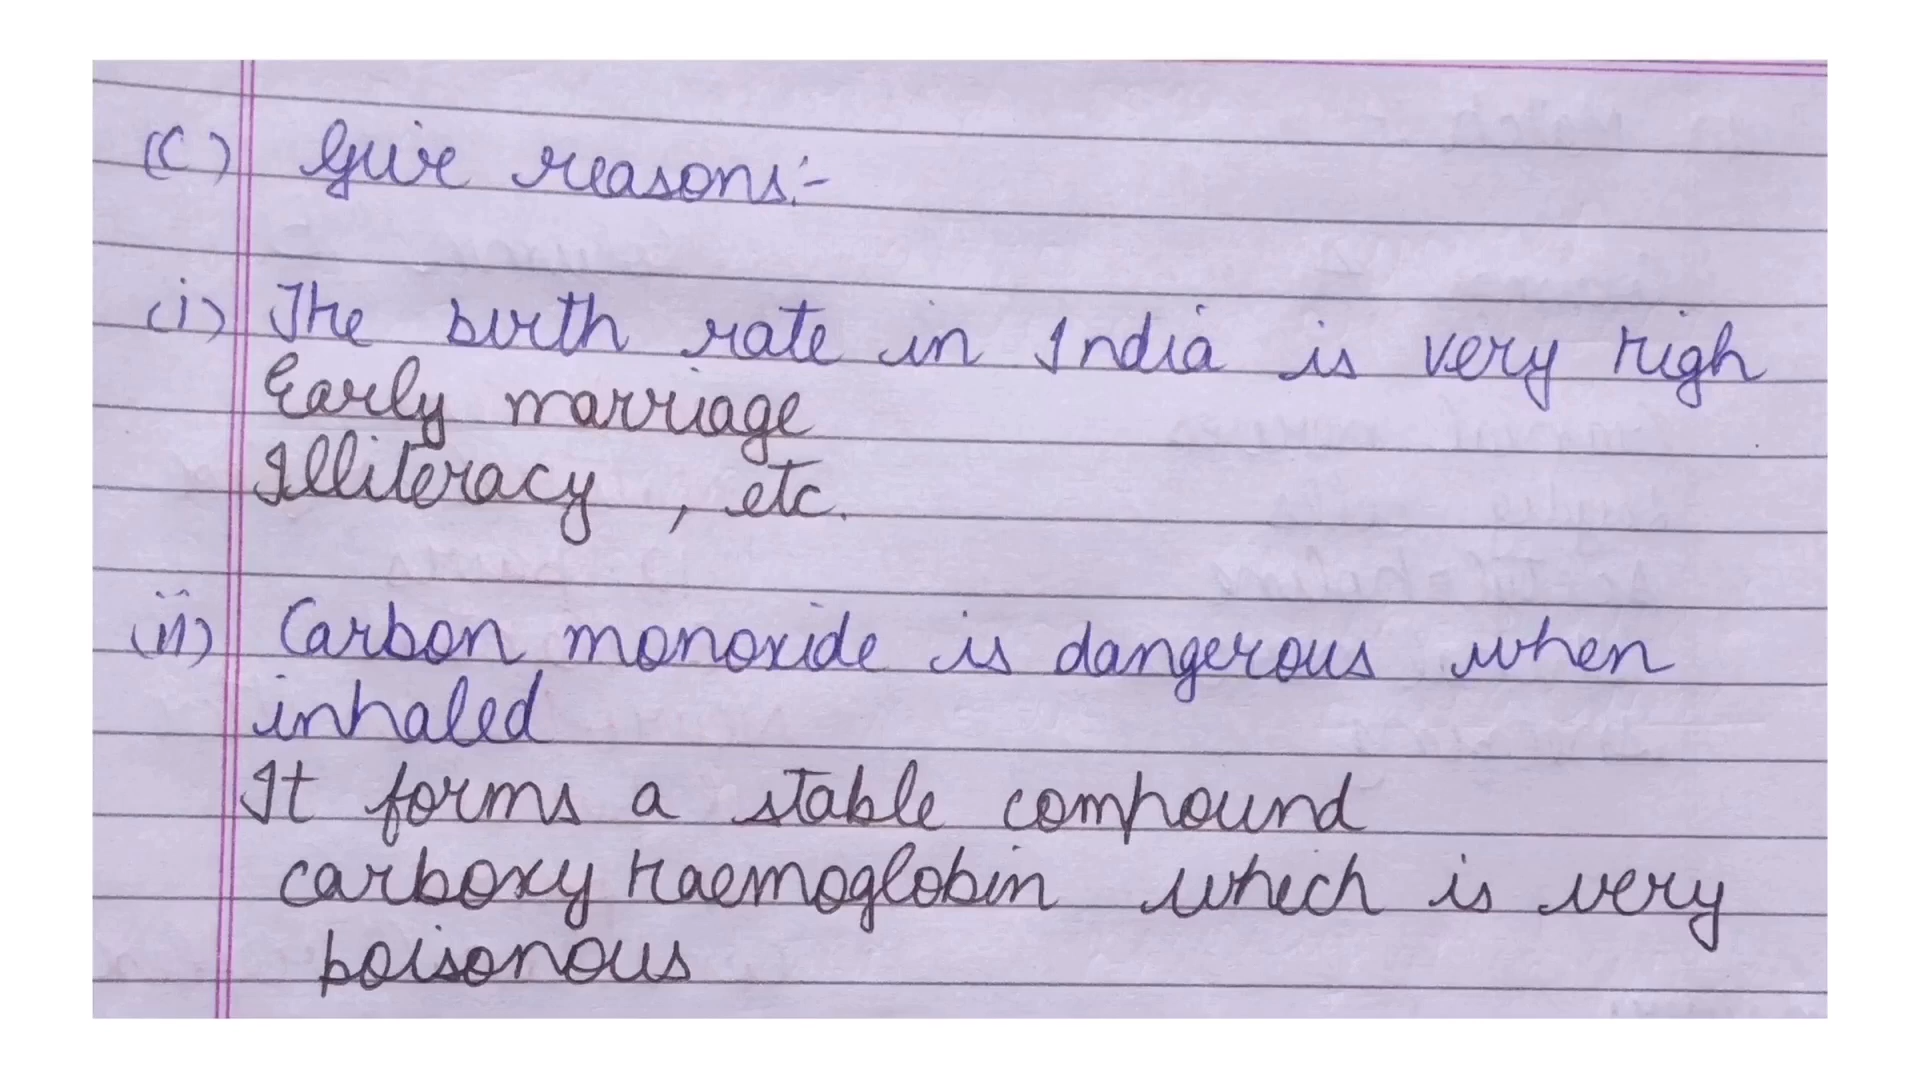 (C) Give reasons:-
(i) The birth rate in India is very high
Early marriage
Illiteracy, etc.
(ii) Carbon monoxide is dangerous when
inhaled
It forms a stable compound
carboxy haemoglobin which is very
poisonous